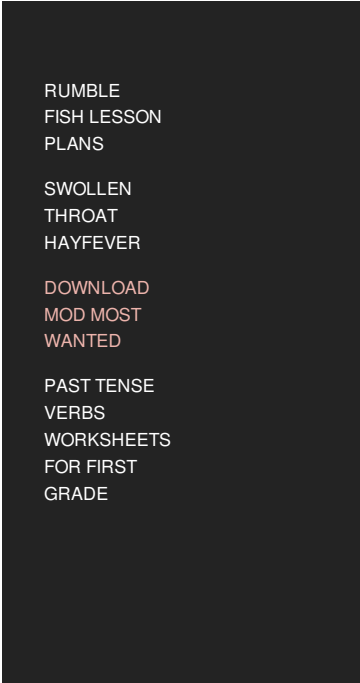 RUMBLE
FISH LESSON
PLANS
SWOLLEN
THROAT
HAYFEVER
DOWNLOAD
MOD MOST
WANTED
PAST TENSE
VERBS
WORKSHEETS
FOR FIRST
GRADE